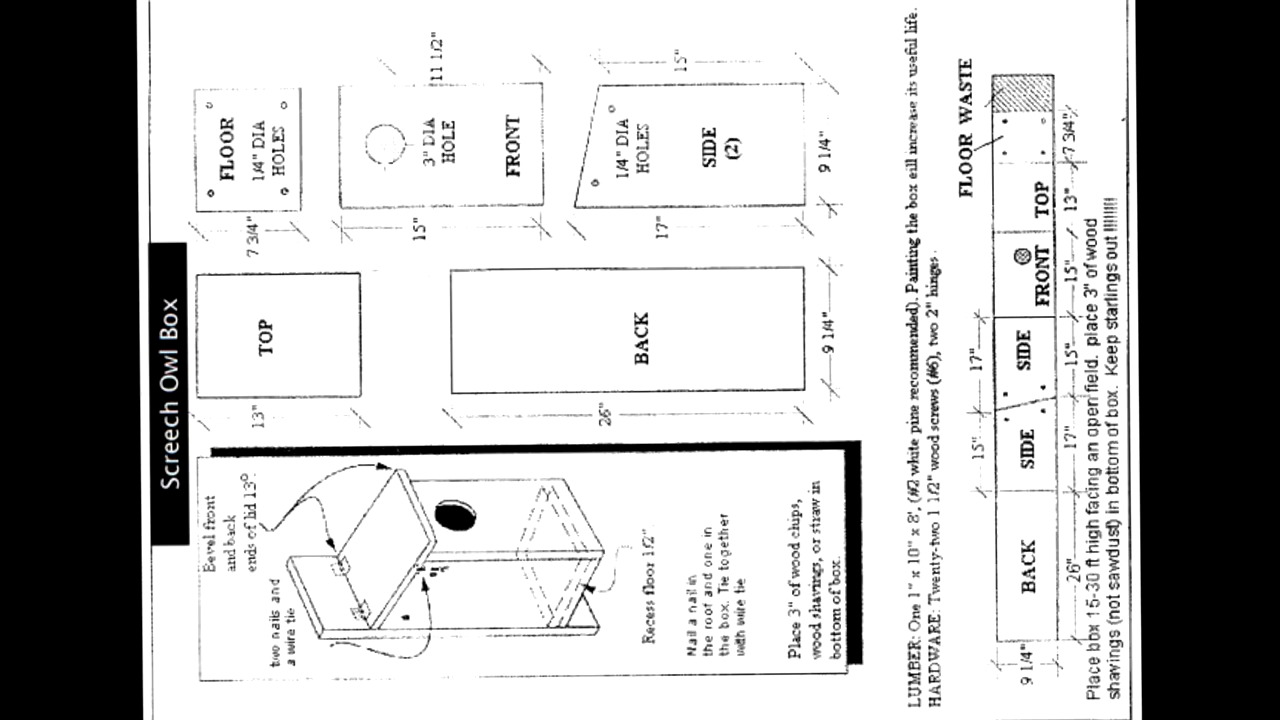 Screech Owl Box
Bevel front
and back
ends of lid 13°
two nails and
a wire tie
Recess floor 1/2".
Nail a nail in
the roof and one in
the box. Tie together
with wire tie
Place 3" of wood chips,
wood shavings, or straw in
bottom of box.
TOP
13"
BACK
26"
9 1/4"
FLOOR
1/4" DIA
HOLES
7 3/4"
3" DIA
HOLE
FRONT
15"
11 1/2"
1/4" DIA
HOLES
SIDE
(2)
17"
15"
9 1/4"
LUMBER: One 1" x 10" x 8', (#2 white pine recommended). Painting the box eill increase its useful life.
HARDWARE: Twenty-two 1 1/2" wood screws (#6), two 2" hinges.
FLOOR WASTE
15" 17"
BACK SIDE SIDE FRONT TOP
9 1/4"
26" 17" 15" 15" 13" 7 3/4"
Place box 15-30 ft high facing an open field. place 3" of wood
shavings (not sawdust) in bottom of box. Keep starlings out !!!!!!!!